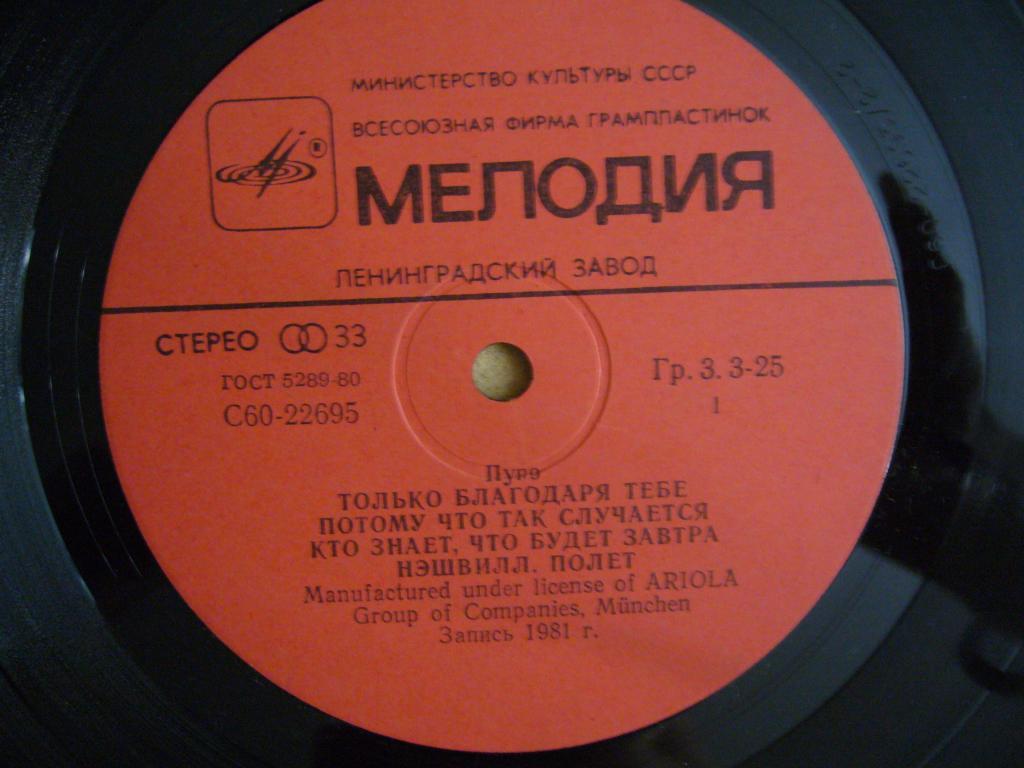 МИНИСТЕРСТВО КУЛЬТУРЫ СССР
ВСЕСОЮЗНАЯ ФИРМА ГРАМПЛАСТИНОК
®
МЕЛОДИЯ
ЛЕНИНГРАДСКИЙ ЗАВОД
СТЕРЕО 33
ГОСТ 5289-80
С60-22695
Гр. 3. 3-25
1
Пупо
ТОЛЬКО БЛАГОДАРЯ ТЕБЕ
ПОТОМУ ЧТО ТАК СЛУЧАЕТСЯ
КТО ЗНАЕТ, ЧТО БУДЕТ ЗАВТРА
НЭШВИЛЛ. ПОЛЕТ
Manufactured under license of ARIOLA
Group of Companies, München
Запись 1981 г.